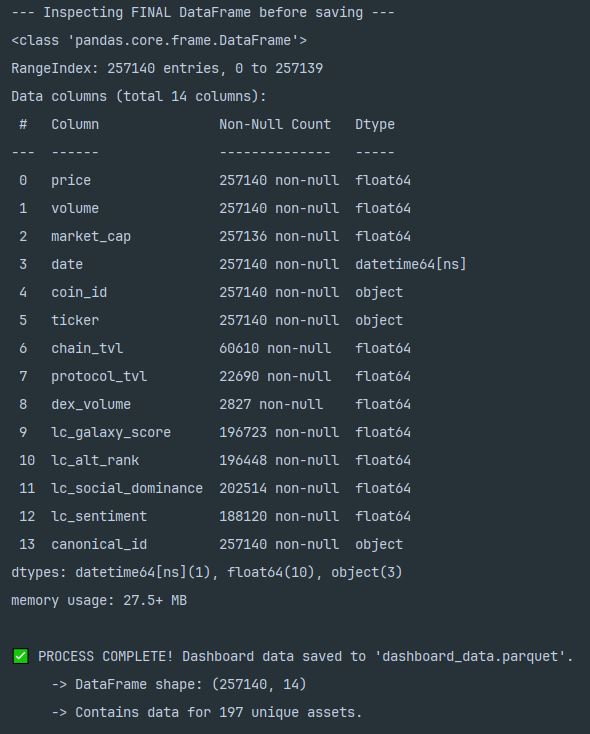 --- Inspecting FINAL DataFrame before saving ---
<class 'pandas.core.frame.DataFrame'>
RangeIndex: 257140 entries, 0 to 257139
Data columns (total 14 columns):
 #   Column               Non-Null Count   Dtype
---  ------               --------------   -----
 0   price                257140 non-null  float64
 1   volume               257140 non-null  float64
 2   market_cap           257136 non-null  float64
 3   date                 257140 non-null  datetime64[ns]
 4   coin_id              257140 non-null  object
 5   ticker               257140 non-null  object
 6   chain_tvl            60610 non-null   float64
 7   protocol_tvl         22690 non-null   float64
 8   dex_volume           2827 non-null    float64
 9   lc_galaxy_score      196723 non-null  float64
 10  lc_alt_rank          196448 non-null  float64
 11  lc_social_dominance  202514 non-null  float64
 12  lc_sentiment         188120 non-null  float64
 13  canonical_id         257140 non-null  object
dtypes: datetime64[ns](1), float64(10), object(3)
memory usage: 27.5+ MB
✅ PROCESS COMPLETE! Dashboard data saved to 'dashboard_data.parquet'.
     -> DataFrame shape: (257140, 14)
     -> Contains data for 197 unique assets.